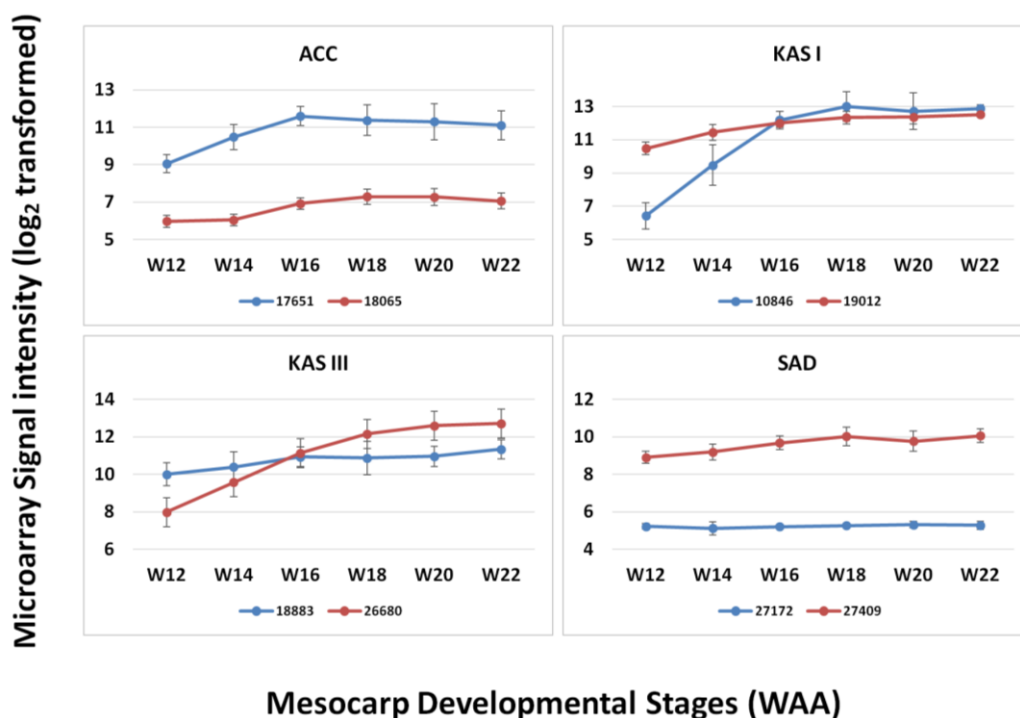 Microarray Signal intensity (log2 transformed)
ACC
13
11
9
7
5
W12 W14 W16 W18 W20 W22
17651 18065
KAS I
13
11
9
7
5
W12 W14 W16 W18 W20 W22
10846 19012
KAS III
14
12
10
8
6
W12 W14 W16 W18 W20 W22
18883 26680
SAD
12
10
8
6
4
W12 W14 W16 W18 W20 W22
27172 27409
Mesocarp Developmental Stages (WAA)